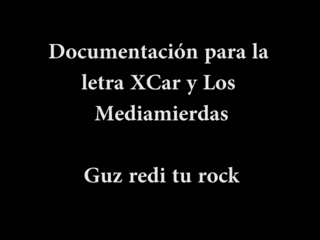 Documentación para la
letra XCar y Los
Mediamierdas
Guz redi tu rock